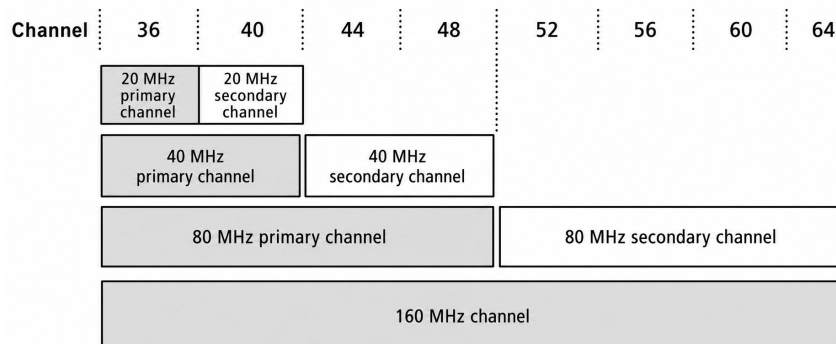 Channel 36 40 44 48 52 56 60 64
20 MHz
primary
channel
20 MHz
secondary
channel
40 MHz
primary channel
40 MHz
secondary channel
80 MHz primary channel
80 MHz secondary channel
160 MHz channel